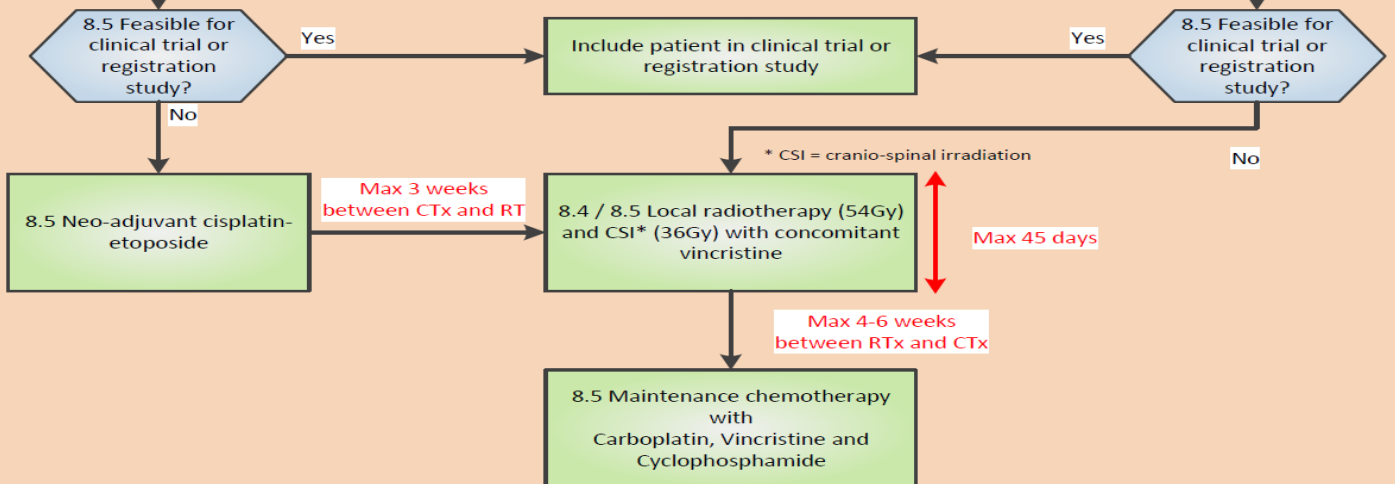 8.5 Feasible for
clinical trial or
registration
study?
Yes
Include patient in clinical trial or
registration study
Yes
8.5 Feasible for
clinical trial or
registration
study?
No
* CSI = cranio-spinal irradiation
No
8.5 Neo-adjuvant cisplatin-
etoposide
Max 3 weeks
between CTx and RT
8.4 / 8.5 Local radiotherapy (54Gy)
and CSI* (36Gy) with concomitant
vincristine
Max 45 days
Max 4-6 weeks
between RTx and CTx
8.5 Maintenance chemotherapy
with
Carboplatin, Vincristine and
Cyclophosphamide